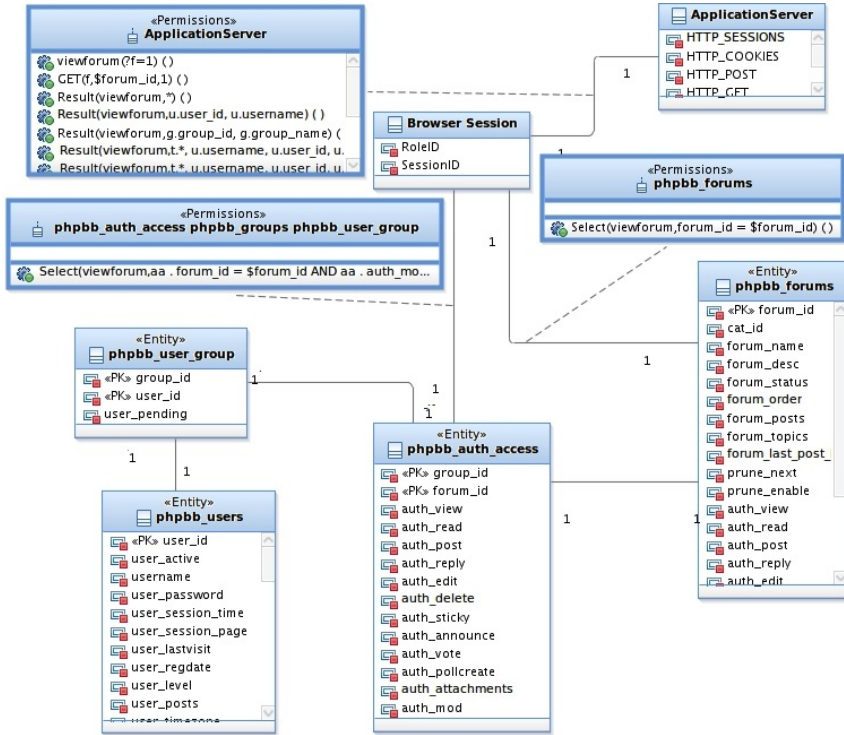 «Permissions»
ApplicationServer
viewforum(?f=1) ( )
GET(f,$forum_id,1) ( )
Result(viewforum,*) ( )
Result(viewforum,u.user_id, u.username) ( )
Result(viewforum,g.group_id, g.group_name) (
Result(viewforum,t.*, u.username, u.user_id, u.
Result(viewforum,t.*, u.username, u.user_id, u.
ApplicationServer
HTTP_SESSIONS
HTTP_COOKIES
HTTP_POST
HTTP_GET
1
1
Browser Session
RoleID
SessionID
«Permissions»
phpbb_forums
Select(viewforum,forum_id = $forum_id) ( )
«Permissions»
phpbb_auth_access phpbb_groups phpbb_user_group
Select(viewforum,aa . forum_id = $forum_id AND aa . auth_mo...
1
1
1
1
«Entity»
phpbb_forums
«PK» forum_id
cat_id
forum_name
forum_desc
forum_status
forum_order
forum_posts
forum_topics
forum_last_post_
prune_next
prune_enable
auth_view
auth_read
auth_post
auth_reply
auth_edit
«Entity»
phpbb_user_group
«PK» group_id
«PK» user_id
user_pending
1
1
1
1
«Entity»
phpbb_users
«PK» user_id
user_active
username
user_password
user_session_time
user_session_page
user_lastvisit
user_regdate
user_level
user_posts
user_timezone
«Entity»
phpbb_auth_access
«PK» group_id
«PK» forum_id
auth_view
auth_read
auth_post
auth_reply
auth_edit
auth_delete
auth_sticky
auth_announce
auth_vote
auth_pollcreate
auth_attachments
auth_mod
1
1